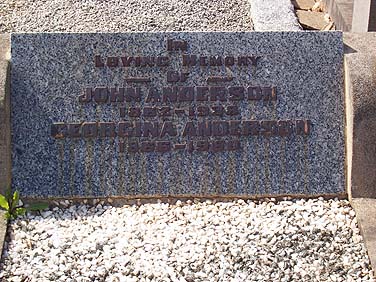 In
Loving Memory
of
JOHN ANDERSON
GEORGINA ANDERSON